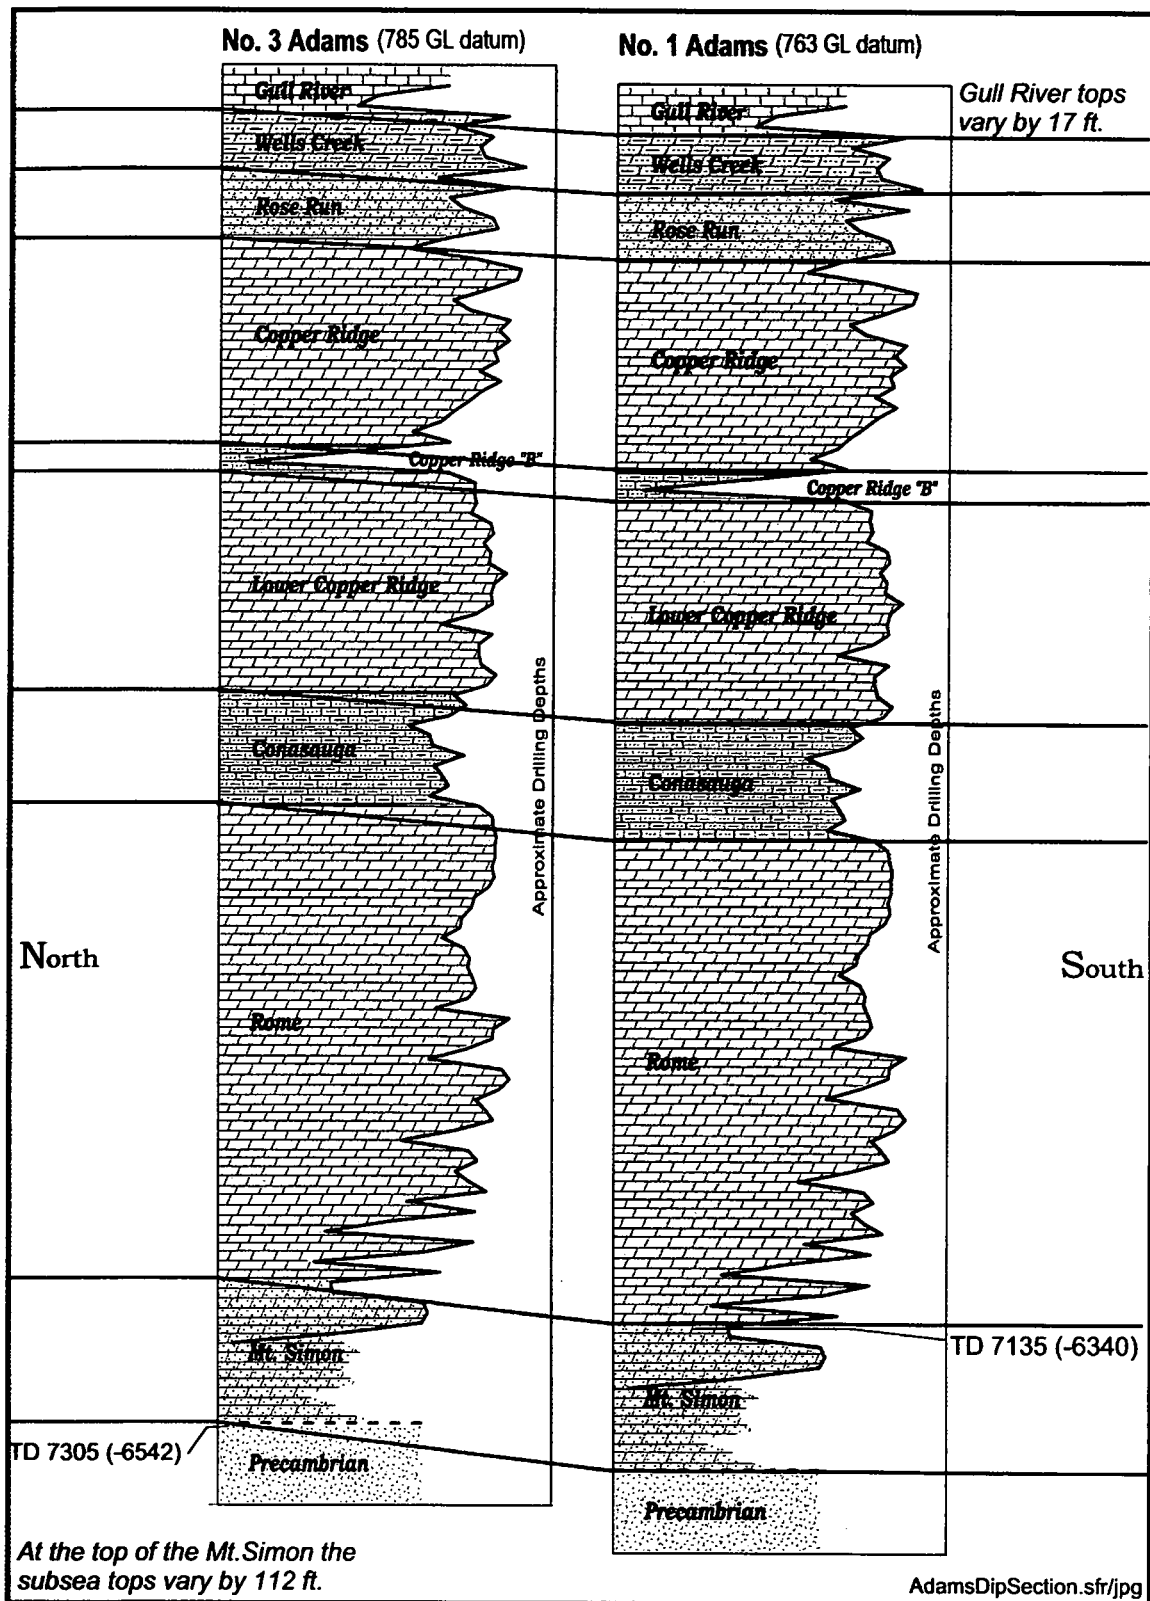 No. 3 Adams (785 GL datum)
No. 1 Adams (763 GL datum)
Gull River tops
vary by 17 ft.
Gull River
Wells Creek
Rose Run
Copper Ridge
Copper Ridge "B"
Lower Copper Ridge
Conasauga
Rome
Mt. Simon
Precambrian
Approximate Drilling Depths
Gull River
Wells Creek
Rose Run
Copper Ridge
Copper Ridge "B"
Lower Copper Ridge
Conasauga
Rome
Mt. Simon
Precambrian
Approximate Drilling Depths
North
South
TD 7135 (-6340)
TD 7305 (-6542)
At the top of the Mt.Simon the
subsea tops vary by 112 ft.
AdamsDipSection.sfr/jpg